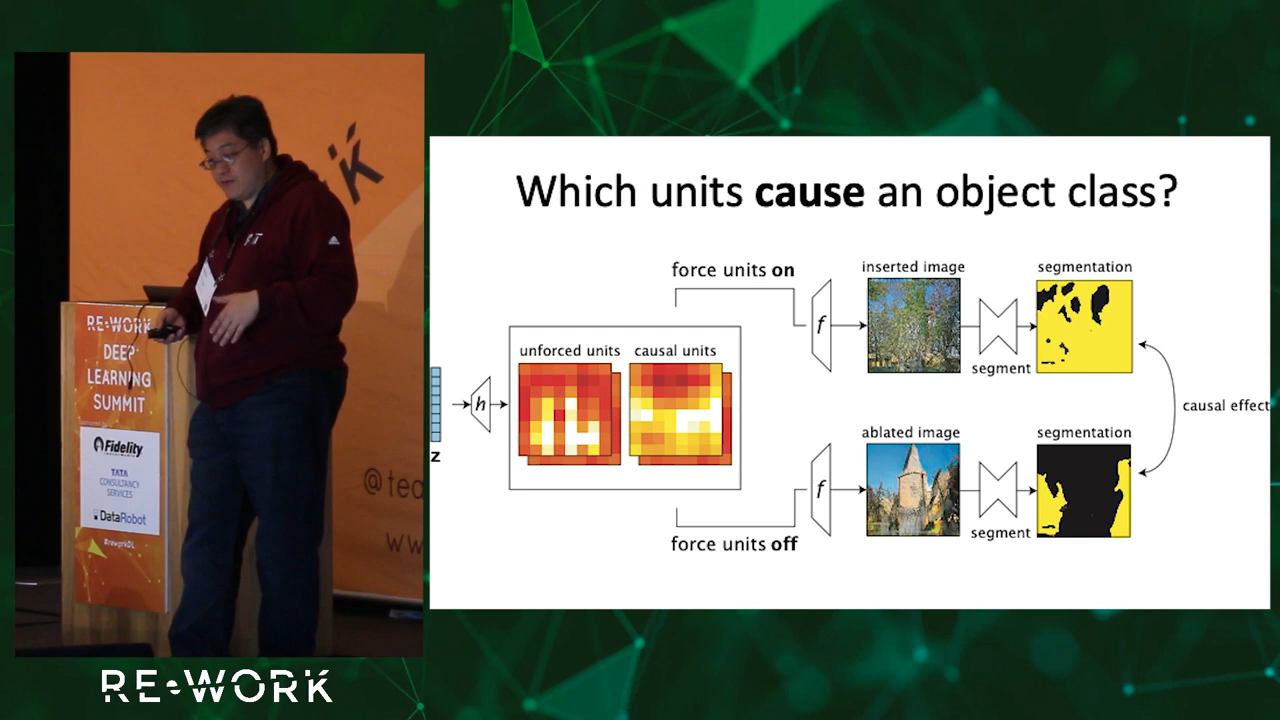 RE•WORK
DEEP
LEARNING
SUMMIT
Fidelity
TATA
CONSULTANCY
SERVICES
DataRobot
#reworkDL
@tea
ww
RE•WORK
Which units cause an object class?
force units on
inserted image
segmentation
f
segment
unforced units
causal units
h
z
causal effect
ablated image
segmentation
f
segment
force units off